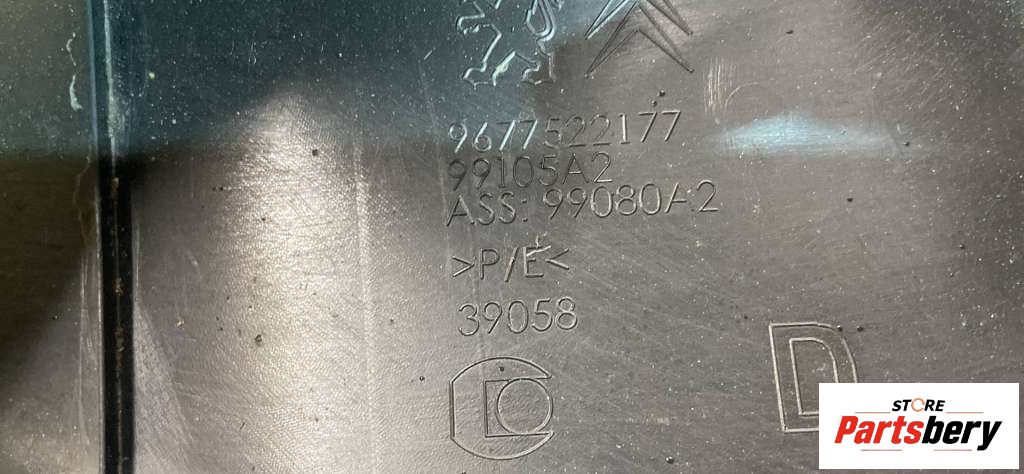 9677522177
99105A2
ASS: 99080A2
>P/E<
39058
D
STORE
Partsbery